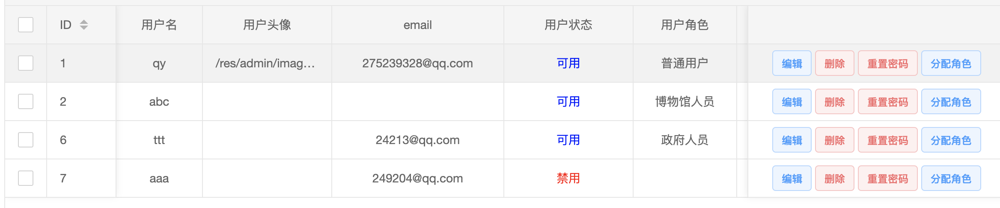 ID 用户名 用户头像 email 用户状态 用户角色
1 qy /res/admin/imag... 275239328@qq.com 可用 普通用户 编辑 删除 重置密码 分配角色
2 abc 可用 博物馆人员 编辑 删除 重置密码 分配角色
6 ttt 24213@qq.com 可用 政府人员 编辑 删除 重置密码 分配角色
7 aaa 249204@qq.com 禁用 编辑 删除 重置密码 分配角色